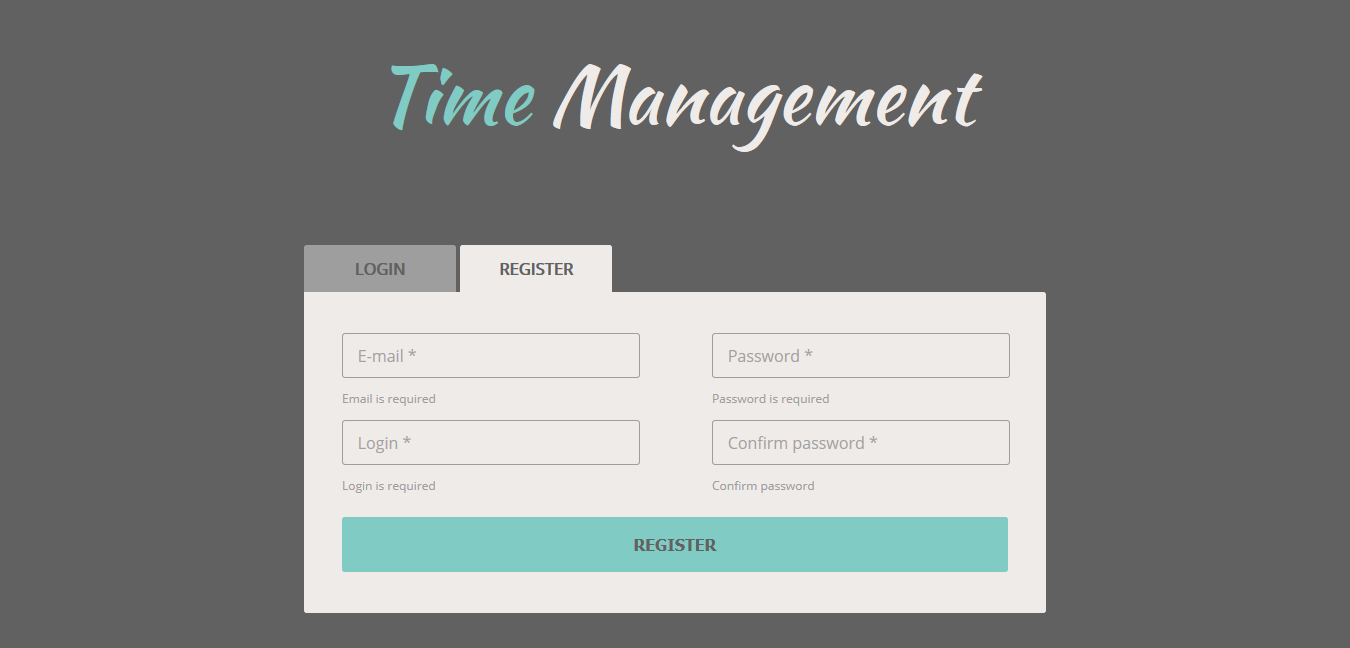 Time Management
LOGIN REGISTER
E-mail * Password *
Email is required Password is required
Login * Confirm password *
Login is required Confirm password
REGISTER